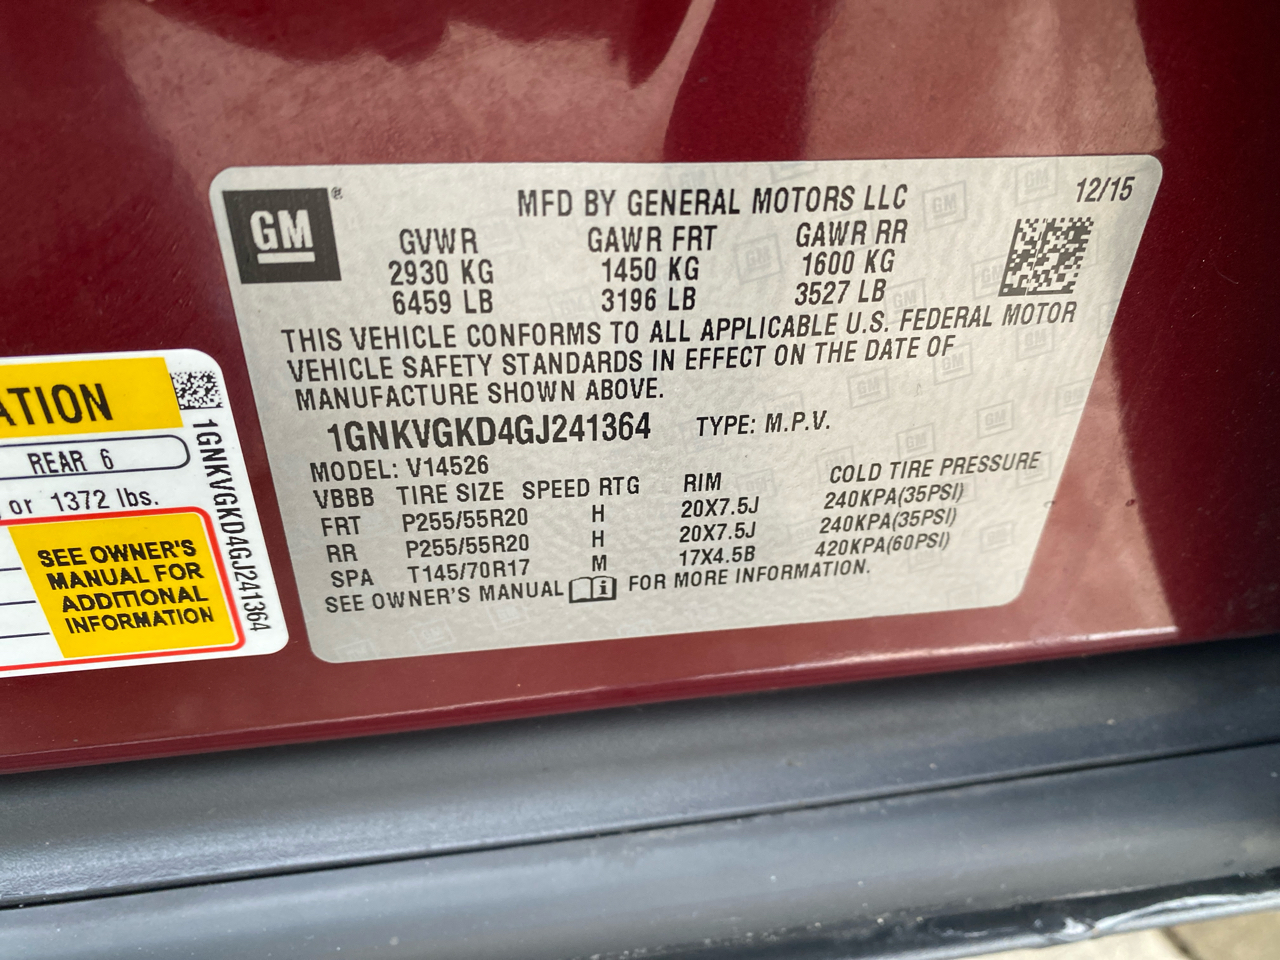 GM
®
MFD BY GENERAL MOTORS LLC
12/15
GVWR GAWR FRT GAWR RR
2930 KG 1450 KG 1600 KG
6459 LB 3196 LB 3527 LB
THIS VEHICLE CONFORMS TO ALL APPLICABLE U.S. FEDERAL MOTOR
VEHICLE SAFETY STANDARDS IN EFFECT ON THE DATE OF
MANUFACTURE SHOWN ABOVE.
1GNKVGKD4GJ241364 TYPE: M.P.V.
MODEL: V14526
VBBB TIRE SIZE SPEED RTG RIM COLD TIRE PRESSURE
FRT P255/55R20 H 20X7.5J 240KPA(35PSI)
RR P255/55R20 H 20X7.5J 240KPA(35PSI)
SPA T145/70R17 M 17X4.5B 420KPA(60PSI)
SEE OWNER'S MANUAL FOR MORE INFORMATION.
ATION
REAR 6
or 1372 lbs.
SEE OWNER'S
MANUAL FOR
ADDITIONAL
INFORMATION
1GNKVGKD4GJ241364